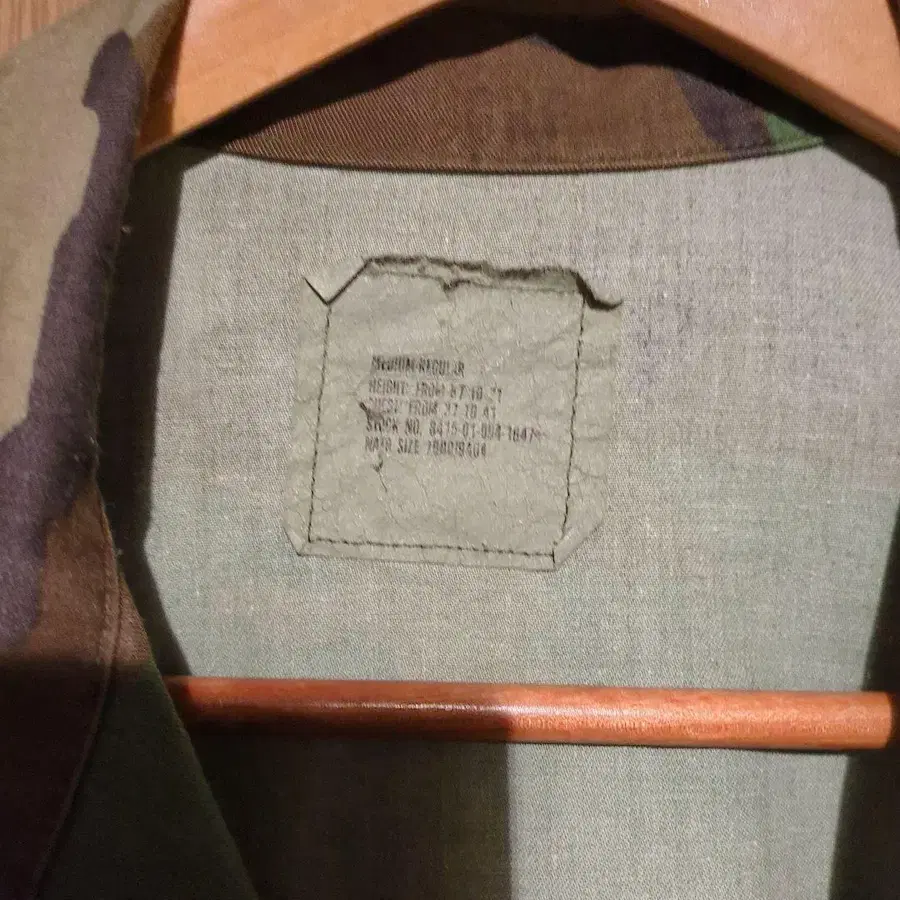 MEDIUM-REGULAR
HEIGHT: FROM 67 TO 71
CHEST: FROM 37 TO 41
STOCK NO. 8415-01-084-1647
NATO SIZE 7080/9404